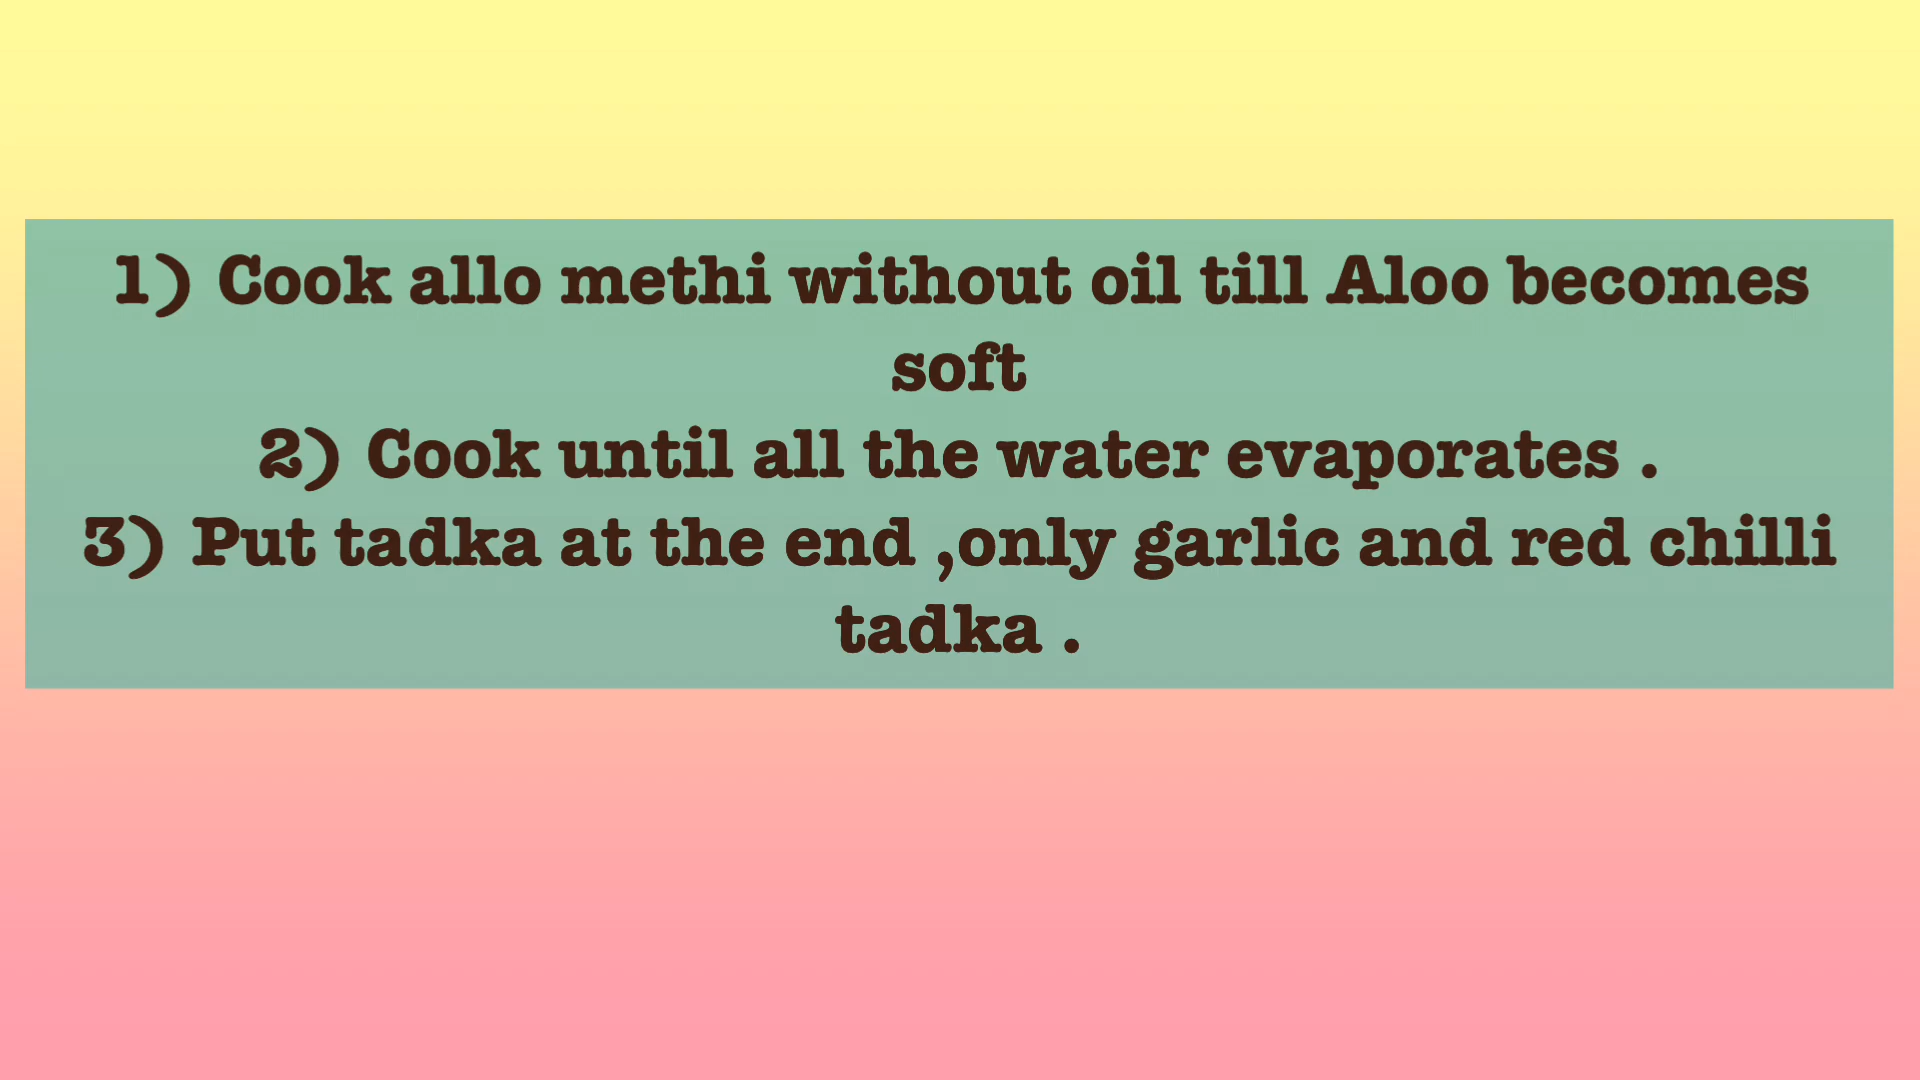 1) Cook allo methi without oil till Aloo becomes
soft
2) Cook until all the water evaporates .
3) Put tadka at the end ,only garlic and red chilli
tadka .